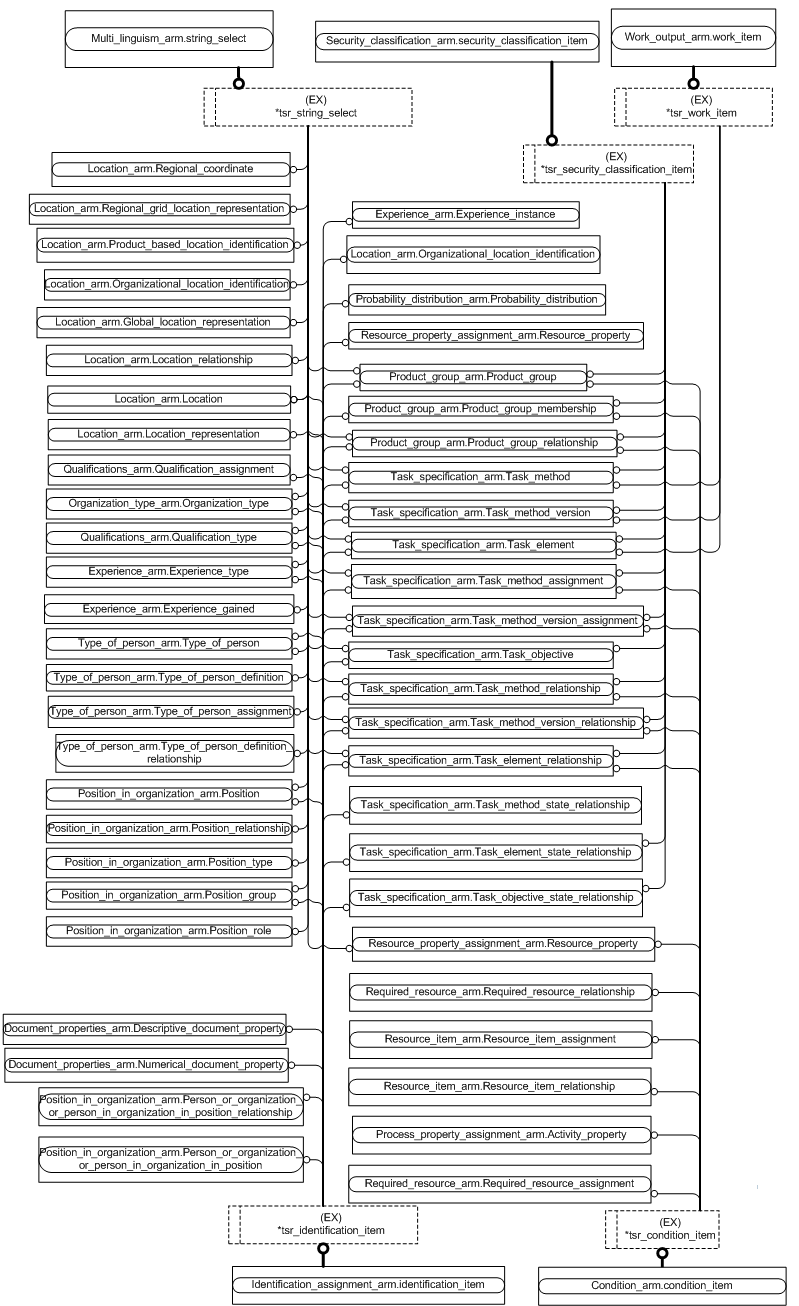 Multi_linguism_arm.string_select
Security_classification_arm.security_classification_item
Work_output_arm.work_item
(EX)
*tsr_string_select
(EX)
*tsr_work_item
(EX)
*tsr_security_classification_item
Location_arm.Regional_coordinate
Location_arm.Regional_grid_location_representation
Location_arm.Product_based_location_identification
Location_arm.Organizational_location_identification
Location_arm.Global_location_representation
Location_arm.Location_relationship
Location_arm.Location
Location_arm.Location_representation
Qualifications_arm.Qualification_assignment
Organization_type_arm.Organization_type
Qualifications_arm.Qualification_type
Experience_arm.Experience_type
Experience_arm.Experience_gained
Type_of_person_arm.Type_of_person
Type_of_person_arm.Type_of_person_definition
Type_of_person_arm.Type_of_person_assignment
Type_of_person_arm.Type_of_person_definition_
relationship
Position_in_organization_arm.Position
Position_in_organization_arm.Position_relationship
Position_in_organization_arm.Position_type
Position_in_organization_arm.Position_group
Position_in_organization_arm.Position_role
Document_properties_arm.Descriptive_document_property
Document_properties_arm.Numerical_document_property
Position_in_organization_arm.Person_or_organization_
or_person_in_organization_in_position_relationship
Position_in_organization_arm.Person_or_organization_
or_person_in_organization_in_position
Experience_arm.Experience_instance
Location_arm.Organizational_location_identification
Probability_distribution_arm.Probability_distribution
Resource_property_assignment_arm.Resource_property
Product_group_arm.Product_group
Product_group_arm.Product_group_membership
Product_group_arm.Product_group_relationship
Task_specification_arm.Task_method
Task_specification_arm.Task_method_version
Task_specification_arm.Task_element
Task_specification_arm.Task_method_assignment
Task_specification_arm.Task_method_version_assignment
Task_specification_arm.Task_objective
Task_specification_arm.Task_method_relationship
Task_specification_arm.Task_method_version_relationship
Task_specification_arm.Task_element_relationship
Task_specification_arm.Task_method_state_relationship
Task_specification_arm.Task_element_state_relationship
Task_specification_arm.Task_objective_state_relationship
Resource_property_assignment_arm.Resource_property
Required_resource_arm.Required_resource_relationship
Resource_item_arm.Resource_item_assignment
Resource_item_arm.Resource_item_relationship
Process_property_assignment_arm.Activity_property
Required_resource_arm.Required_resource_assignment
(EX)
*tsr_identification_item
(EX)
*tsr_condition_item
Identification_assignment_arm.identification_item
Condition_arm.condition_item